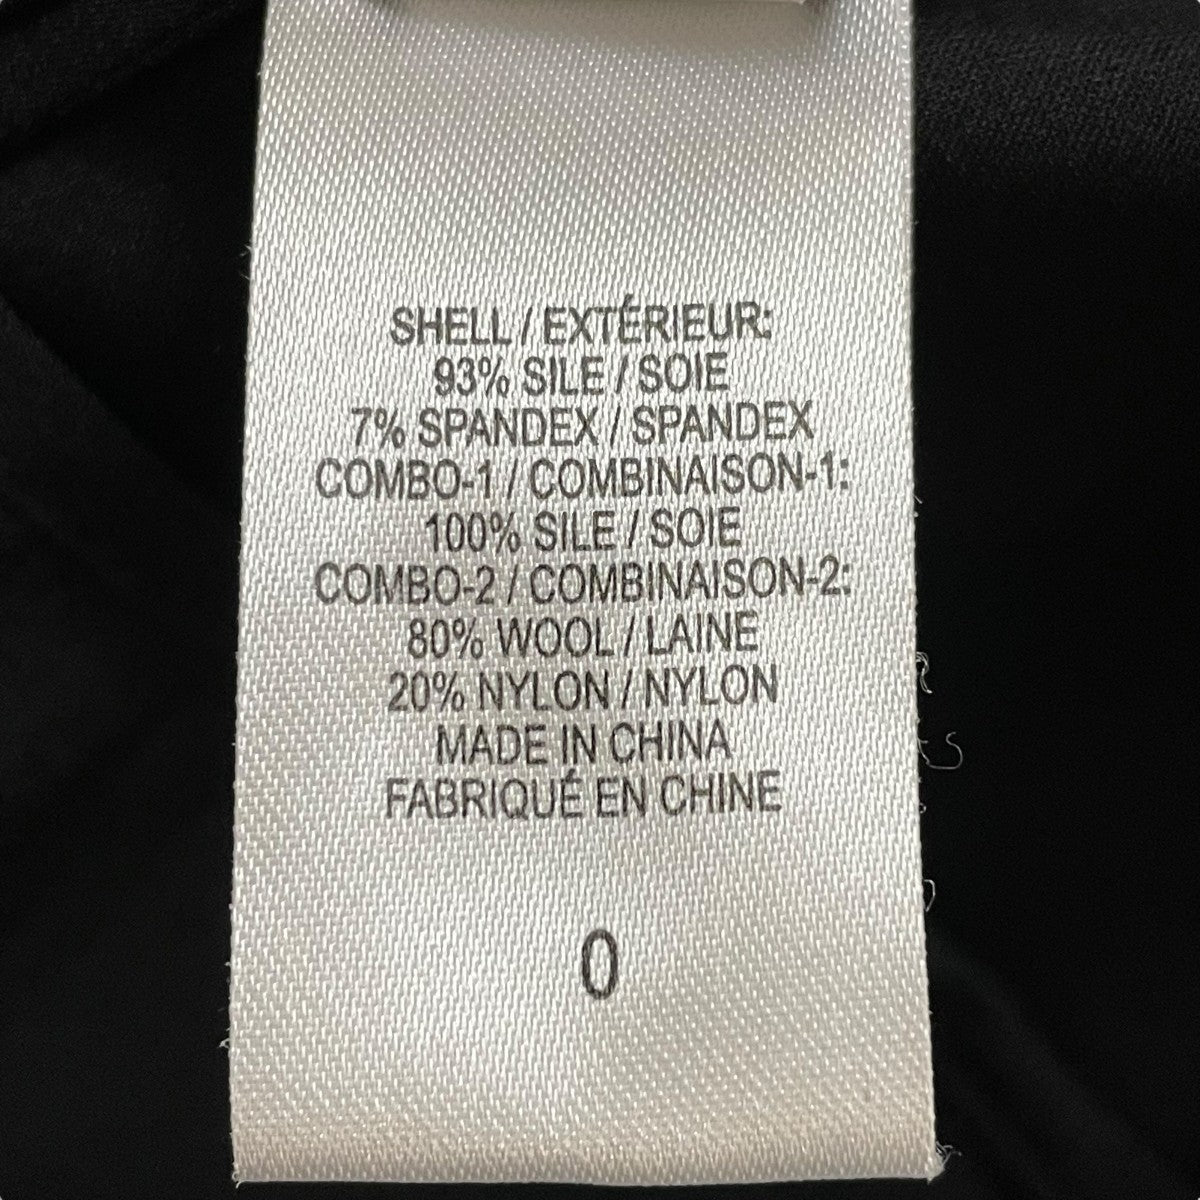 SHELL / EXTÉRIEUR:
93% SILE / SOIE
7% SPANDEX / SPANDEX
COMBO-1 / COMBINAISON-1:
100% SILE / SOIE
COMBO-2 / COMBINAISON-2:
80% WOOL / LAINE
20% NYLON / NYLON
MADE IN CHINA
FABRIQUÉ EN CHINE
0